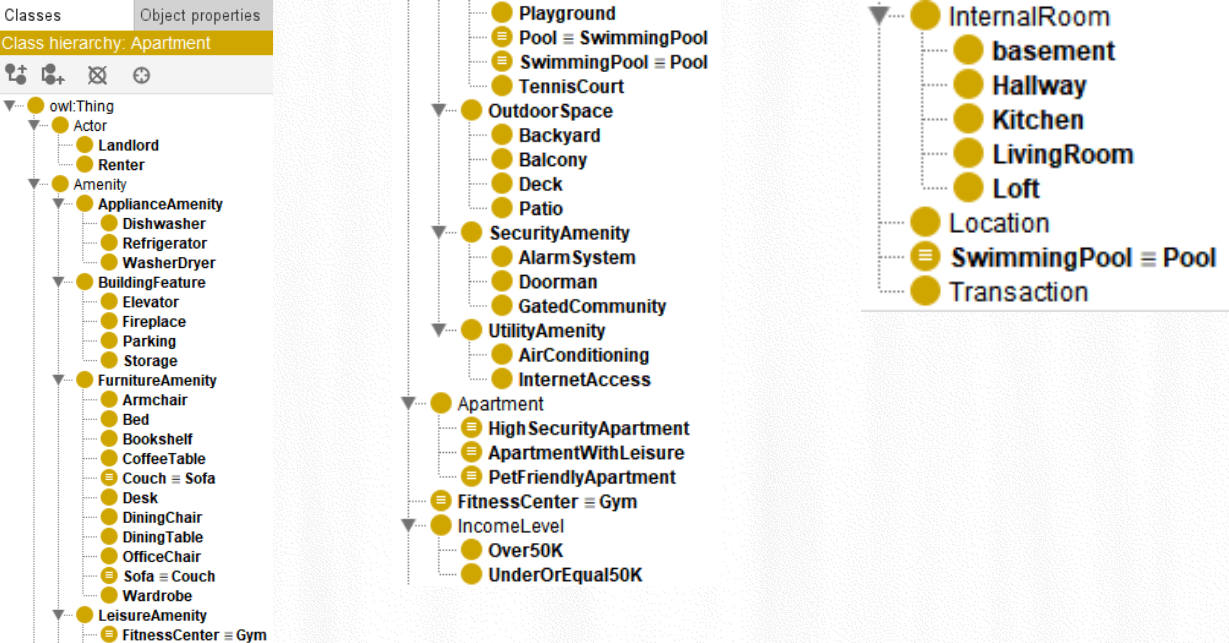 Classes
Object properties
Class hierarchy: Apartment
owl:Thing
Actor
Landlord
Renter
Amenity
ApplianceAmenity
Dishwasher
Refrigerator
WasherDryer
BuildingFeature
Elevator
Fireplace
Parking
Storage
FurnitureAmenity
Armchair
Bed
Bookshelf
CoffeeTable
Couch ≡ Sofa
Desk
DiningChair
DiningTable
OfficeChair
Sofa ≡ Couch
Wardrobe
LeisureAmenity
FitnessCenter ≡ Gym
Playground
Pool ≡ SwimmingPool
SwimmingPool ≡ Pool
TennisCourt
OutdoorSpace
Backyard
Balcony
Deck
Patio
SecurityAmenity
AlarmSystem
Doorman
GatedCommunity
UtilityAmenity
AirConditioning
InternetAccess
Apartment
HighSecurityApartment
ApartmentWithLeisure
PetFriendlyApartment
FitnessCenter ≡ Gym
IncomeLevel
Over50K
UnderOrEqual50K
InternalRoom
basement
Hallway
Kitchen
LivingRoom
Loft
Location
SwimmingPool ≡ Pool
Transaction